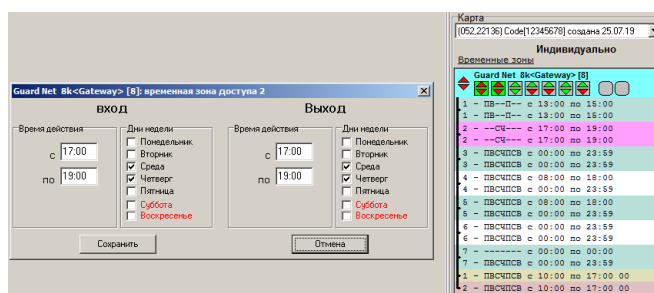 Карта
(052,22136) Code[12345678] создана 25.07.19
Индивидуально
Временные зоны
Guard Net 8k<Gateway> [8]
1 - ПВ--П-- с 13:00 по 15:00
1 - ПВ--П-- с 13:00 по 15:00
2 - --СЧ--- с 17:00 по 19:00
2 - --СЧ--- с 17:00 по 19:00
3 - ПВСЧПСВ с 00:00 по 23:59
3 - ПВСЧПСВ с 00:00 по 23:59
4 - ПВСЧПСВ с 08:00 по 18:00
4 - ПВСЧПСВ с 00:00 по 23:59
5 - ПВСЧПСВ с 08:00 по 18:00
5 - ПВСЧПСВ с 00:00 по 23:59
6 - ПВСЧПСВ с 00:00 по 23:59
6 - ПВСЧПСВ с 00:00 по 23:59
7 - ------- с 00:00 по 00:00
7 - ПВСЧПСВ с 00:00 по 23:59
1 - ПВСЧПСВ с 10:00 по 17:00 00
2 - ПВСЧПСВ с 10:00 по 17:00 00
Guard Net 8k<Gateway> [8]: временная зона доступа 2
вход
Время действия
с 17:00
по 19:00
Дни недели
Понедельник
Вторник
Среда
Четверг
Пятница
Суббота
Воскресенье
Выход
Время действия
с 17:00
по 19:00
Дни недели
Понедельник
Вторник
Среда
Четверг
Пятница
Суббота
Воскресенье
Сохранить
Отмена